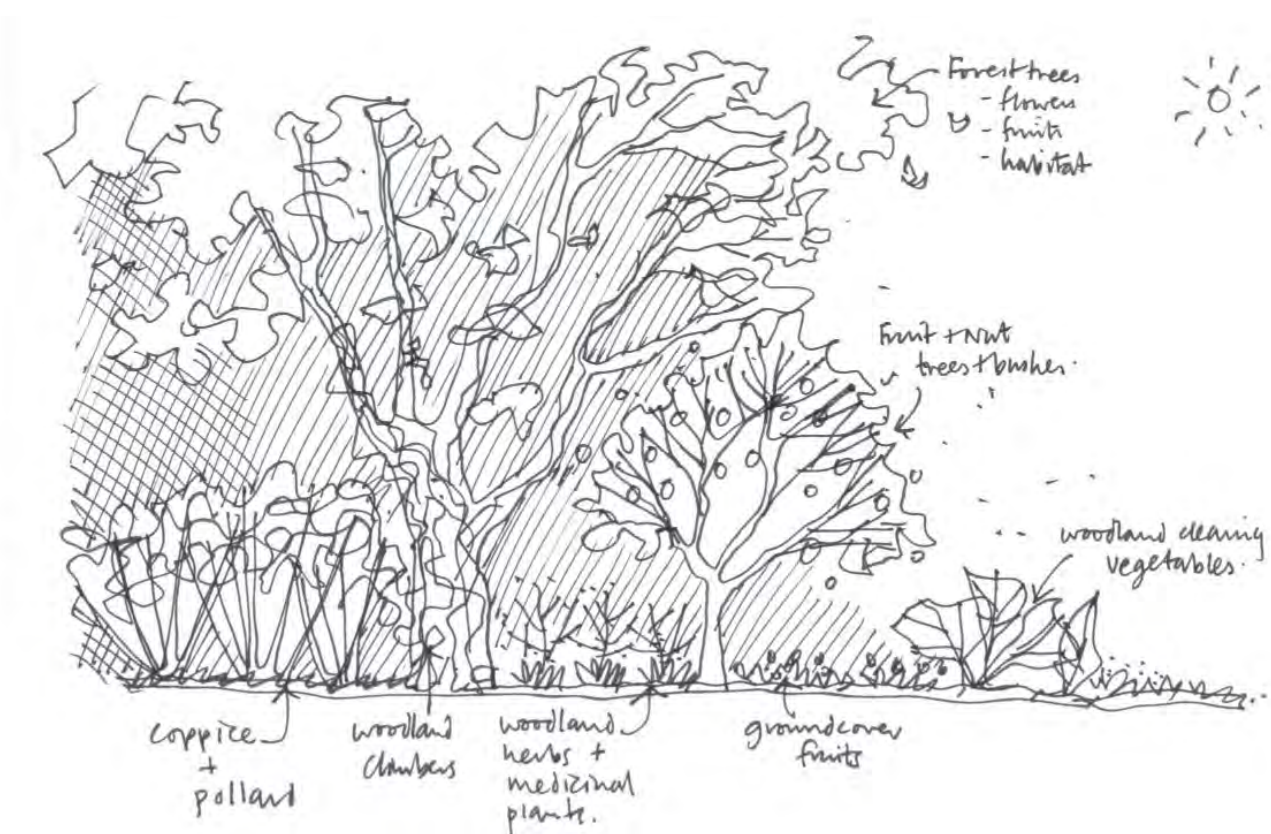 Forest trees
- flowers
- fruits
- habitat
Fruit + Nut
trees + bushes.
woodland clearing
vegetables.
coppice
+
pollard
woodland
climbers
woodland
herbs +
medicinal
plants.
groundcover
fruits